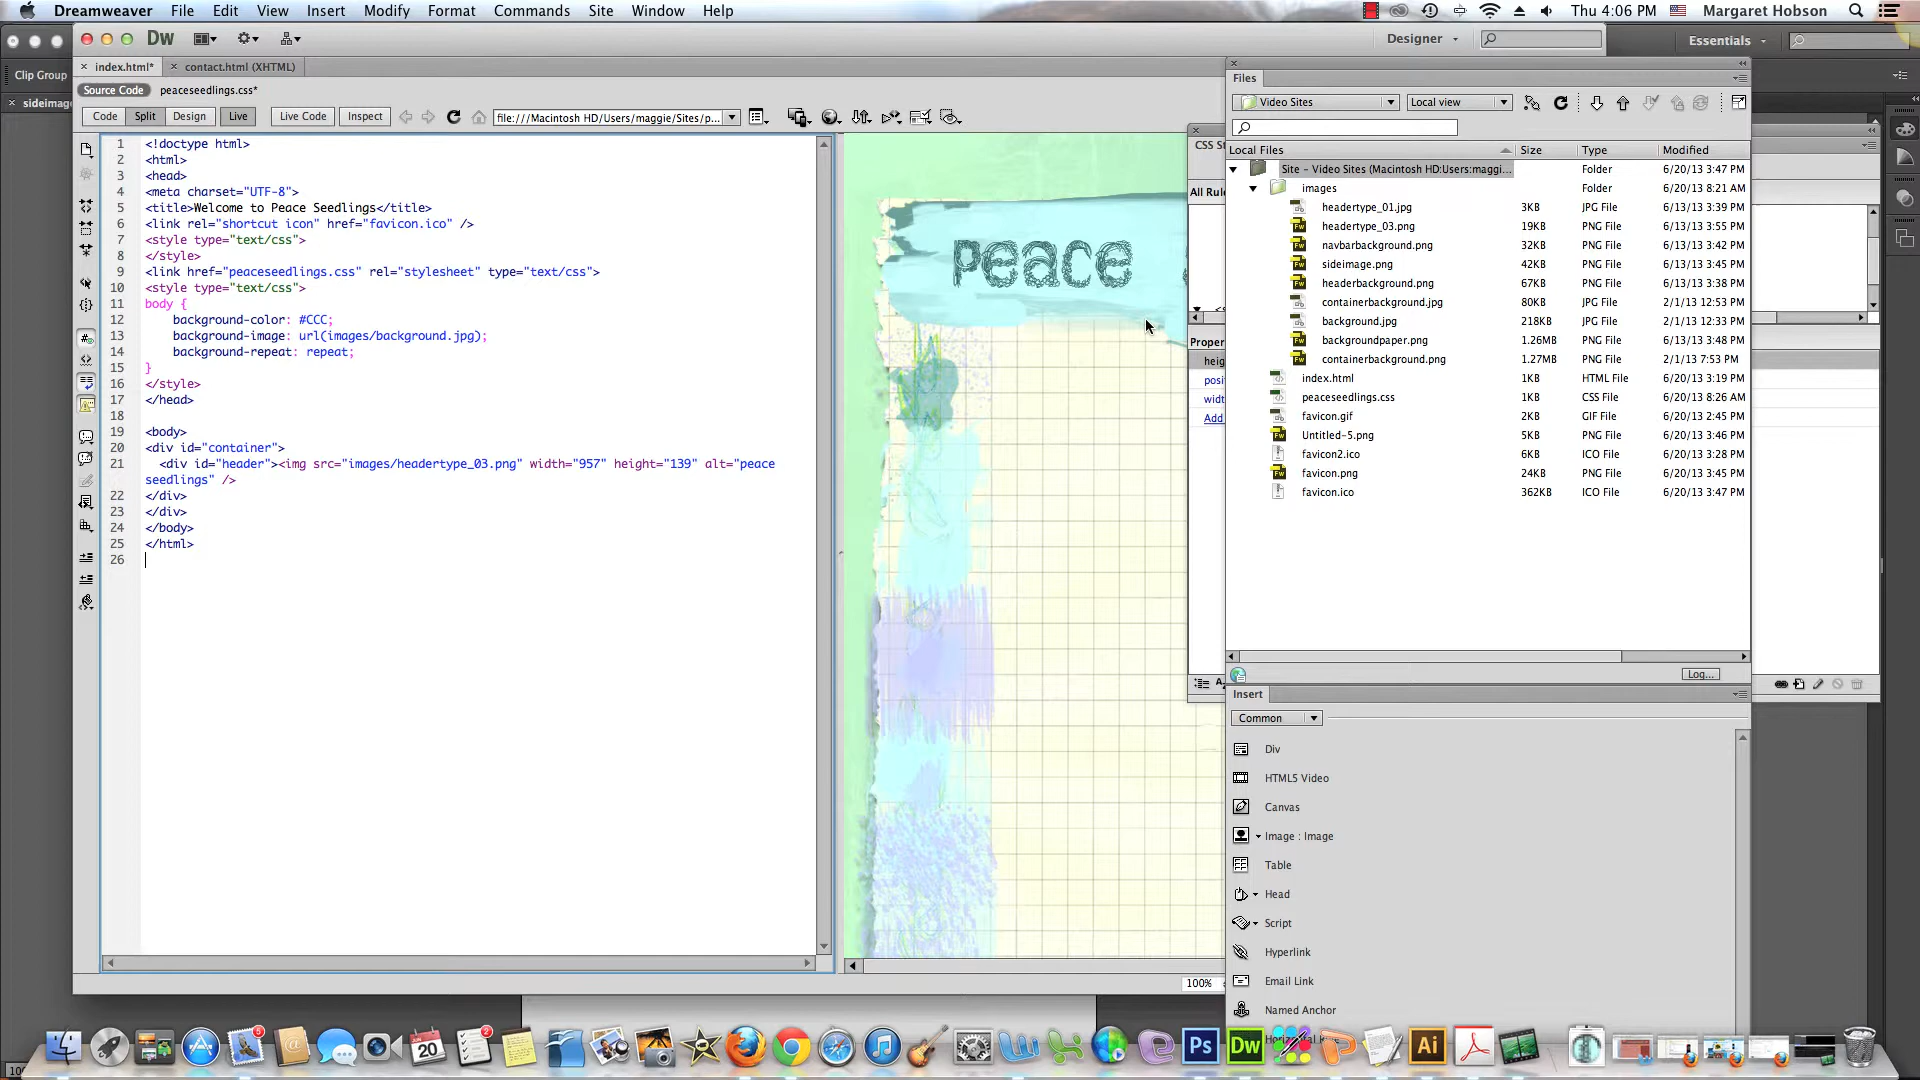 Dreamweaver File Edit View Insert Modify Format Commands Site Window Help
Thu 4:06 PM Margaret Hobson
Dw
Designer
Essentials
Clip Group
index.html* contact.html (XHTML)
Files
Source Code peaceseedlings.css*
sideimag
Video Sites Local view
Code Split Design Live Live Code Inspect file:///Macintosh HD/Users/maggie/Sites/p...
CSS St
Local Files Size Type Modified
Site – Video Sites (Macintosh HD:Users:maggi... Folder 6/20/13 3:47 PM
images Folder 6/20/13 8:21 AM
headertype_01.jpg 3KB JPG File 6/13/13 3:39 PM
headertype_03.png 19KB PNG File 6/13/13 3:55 PM
navbarbackground.png 32KB PNG File 6/13/13 3:42 PM
sideimage.png 42KB PNG File 6/13/13 3:45 PM
headerbackground.png 67KB PNG File 6/13/13 3:38 PM
containerbackground.jpg 80KB JPG File 2/1/13 12:53 PM
background.jpg 218KB JPG File 2/1/13 12:33 PM
backgroundpaper.png 1.26MB PNG File 6/13/13 3:48 PM
containerbackground.png 1.27MB PNG File 2/1/13 7:53 PM
index.html 1KB HTML File 6/20/13 3:19 PM
peaceseedlings.css 1KB CSS File 6/20/13 8:26 AM
favicon.gif 2KB GIF File 6/20/13 2:45 PM
Untitled-5.png 5KB PNG File 6/20/13 3:46 PM
favicon2.ico 6KB ICO File 6/20/13 3:28 PM
favicon.png 24KB PNG File 6/20/13 3:45 PM
favicon.ico 362KB ICO File 6/20/13 3:47 PM
All Rule
Proper
heig
posit
widt
Add
1 <!doctype html>
2 <html>
3 <head>
4 <meta charset="UTF-8">
5 <title>Welcome to Peace Seedlings</title>
6 <link rel="shortcut icon" href="favicon.ico" />
7 <style type="text/css">
8 </style>
9 <link href="peaceseedlings.css" rel="stylesheet" type="text/css">
10 <style type="text/css">
11 body {
12 background-color: #CCC;
13 background-image: url(images/background.jpg);
14 background-repeat: repeat;
15 }
16 </style>
17 </head>
18
19 <body>
20 <div id="container">
21 <div id="header"><img src="images/headertype_03.png" width="957" height="139" alt="peace
seedlings" />
22 </div>
23 </div>
24 </body>
25 </html>
26
peace
100%
Log...
Insert
Common
Div
HTML5 Video
Canvas
Image : Image
Table
Head
Script
Hyperlink
Email Link
Named Anchor
5
20
2
Ps
Dw
Ai